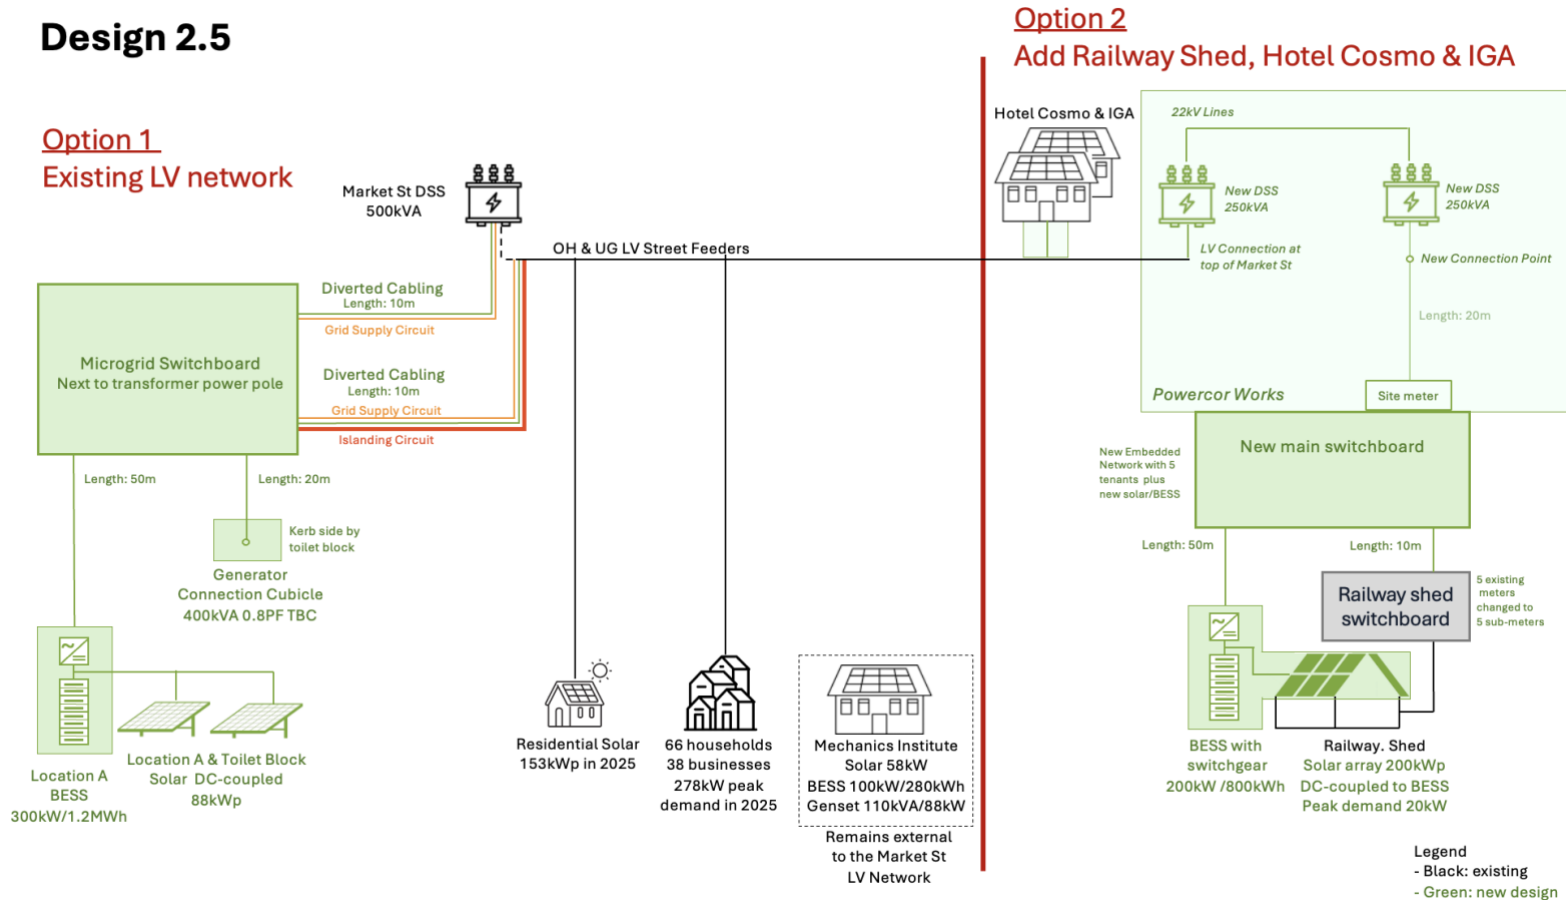 Design 2.5
Option 1
Existing LV network
Market St DSS
500kVA
OH & UG LV Street Feeders
Diverted Cabling
Length: 10m
Grid Supply Circuit
Diverted Cabling
Length: 10m
Grid Supply Circuit
Islanding Circuit
Microgrid Switchboard
Next to transformer power pole
Length: 50m
Length: 20m
Kerb side by
toilet block
Generator
Connection Cubicle
400kVA 0.8PF TBC
Location A
BESS
300kW/1.2MWh
Location A & Toilet Block
Solar DC-coupled
88kWp
Residential Solar
153kWp in 2025
66 households
38 businesses
278kW peak
demand in 2025
Mechanics Institute
Solar 58kW
BESS 100kW/280kWh
Genset 110kVA/88kW
Remains external
to the Market St
LV Network
Option 2
Add Railway Shed, Hotel Cosmo & IGA
Hotel Cosmo & IGA
22kV Lines
New DSS
250kVA
New DSS
250kVA
LV Connection at
top of Market St
New Connection Point
Length: 20m
Powercor Works
Site meter
New main switchboard
New Embedded
Network with 5
tenants plus
new solar/BESS
Length: 50m
Length: 10m
Railway shed
switchboard
5 existing
meters
changed to
5 sub-meters
BESS with
switchgear
200kW /800kWh
Railway. Shed
Solar array 200kWp
DC-coupled to BESS
Peak demand 20kW
Legend
- Black: existing
- Green: new design